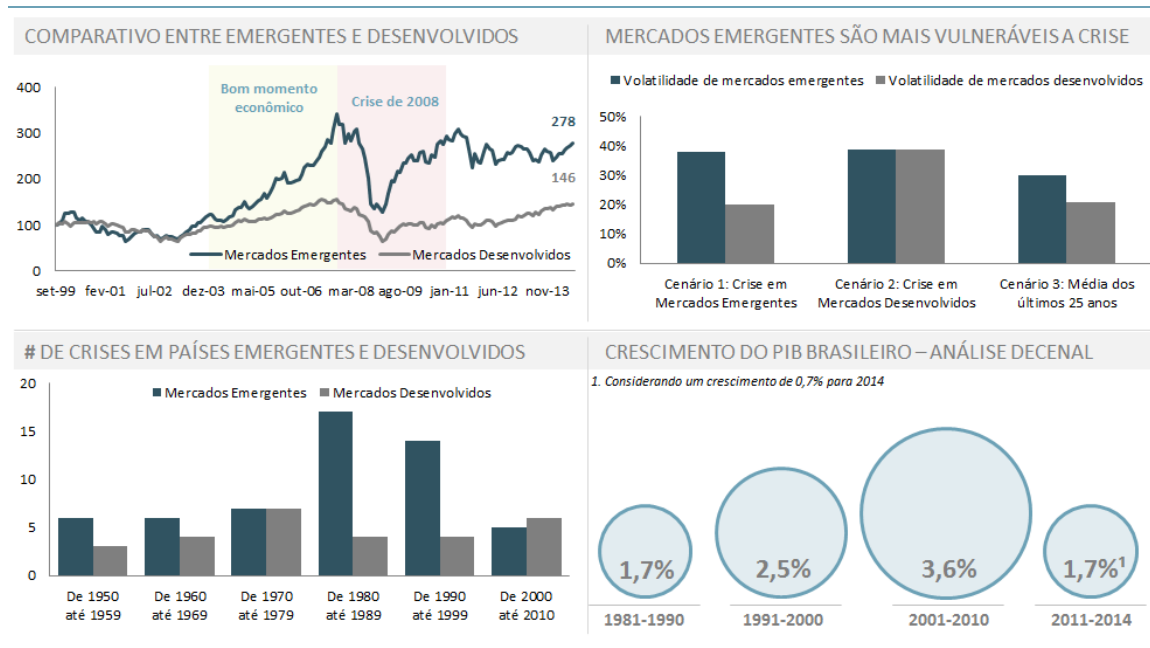 COMPARATIVO ENTRE EMERGENTES E DESENVOLVIDOS
400
300
200
100
0
Bom momento
econômico
Crise de 2008
278
146
Mercados Emergentes
Mercados Desenvolvidos
set-99 fev-01 jul-02 dez-03 mai-05 out-06 mar-08 ago-09 jan-11 jun-12 nov-13
MERCADOS EMERGENTES SÃO MAIS VULNERÁVEIS A CRISE
Volatilidade de mercados emergentes
Volatilidade de mercados desenvolvidos
50%
40%
30%
20%
10%
0%
Cenário 1: Crise em
Mercados Emergentes
Cenário 2: Crise em
Mercados Desenvolvidos
Cenário 3: Média dos
últimos 25 anos
# DE CRISES EM PAÍSES EMERGENTES E DESENVOLVIDOS
Mercados Emergentes
Mercados Desenvolvidos
20
15
10
5
0
De 1950
até 1959
De 1960
até 1969
De 1970
até 1979
De 1980
até 1989
De 1990
até 1999
De 2000
até 2010
CRESCIMENTO DO PIB BRASILEIRO – ANÁLISE DECENAL
1. Considerando um crescimento de 0,7% para 2014
1,7%
2,5%
3,6%
1,7%¹
1981-1990
1991-2000
2001-2010
2011-2014